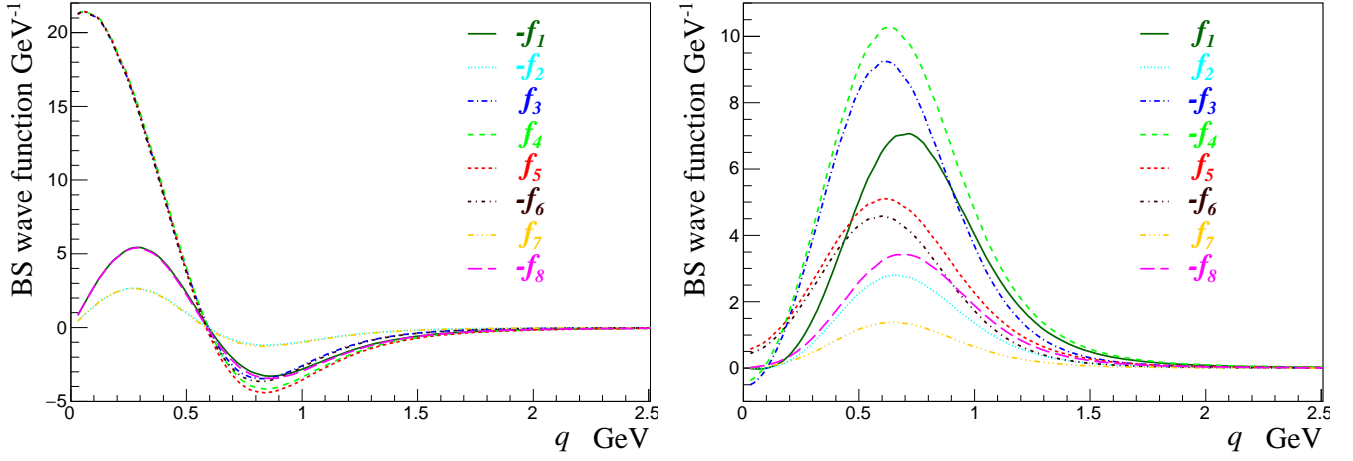 BS wave function GeV⁻¹
20
15
10
5
0
−5
0
0.5
1
1.5
2
2.5
q GeV
-f₁
-f₂
f₃
f₄
f₅
-f₆
f₇
-f₈
BS wave function GeV⁻¹
10
8
6
4
2
0
0
0.5
1
1.5
2
2.5
q GeV
f₁
f₂
-f₃
-f₄
f₅
-f₆
f₇
-f₈